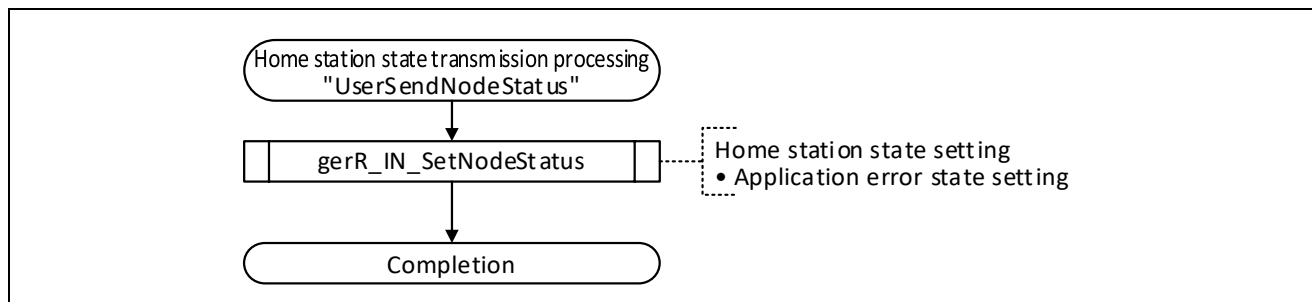 Home station state transmission processing
"UserSendNodeStatus"
gerR_IN_SetNodeStatus
Home station state setting
• Application error state setting
Completion